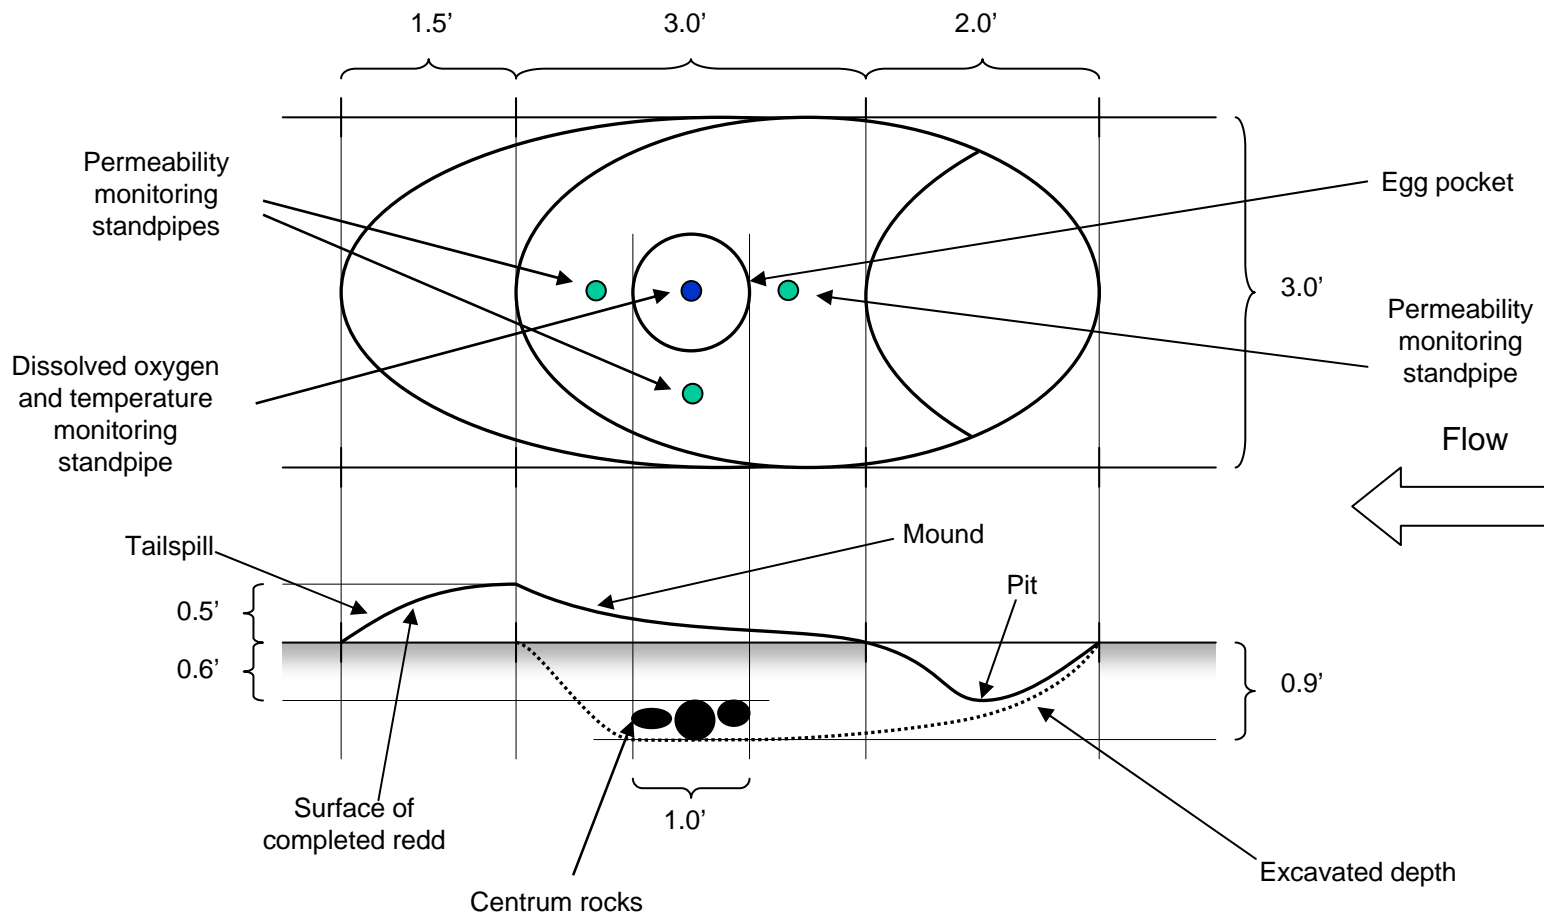 1.5’
3.0’
2.0’
Permeability
monitoring
standpipes
Egg pocket
3.0’
Permeability
monitoring
standpipe
Dissolved oxygen
and temperature
monitoring
standpipe
Flow
Tailspill
Mound
Pit
0.5’
0.6’
0.9’
Surface of
completed redd
1.0’
Centrum rocks
Excavated depth